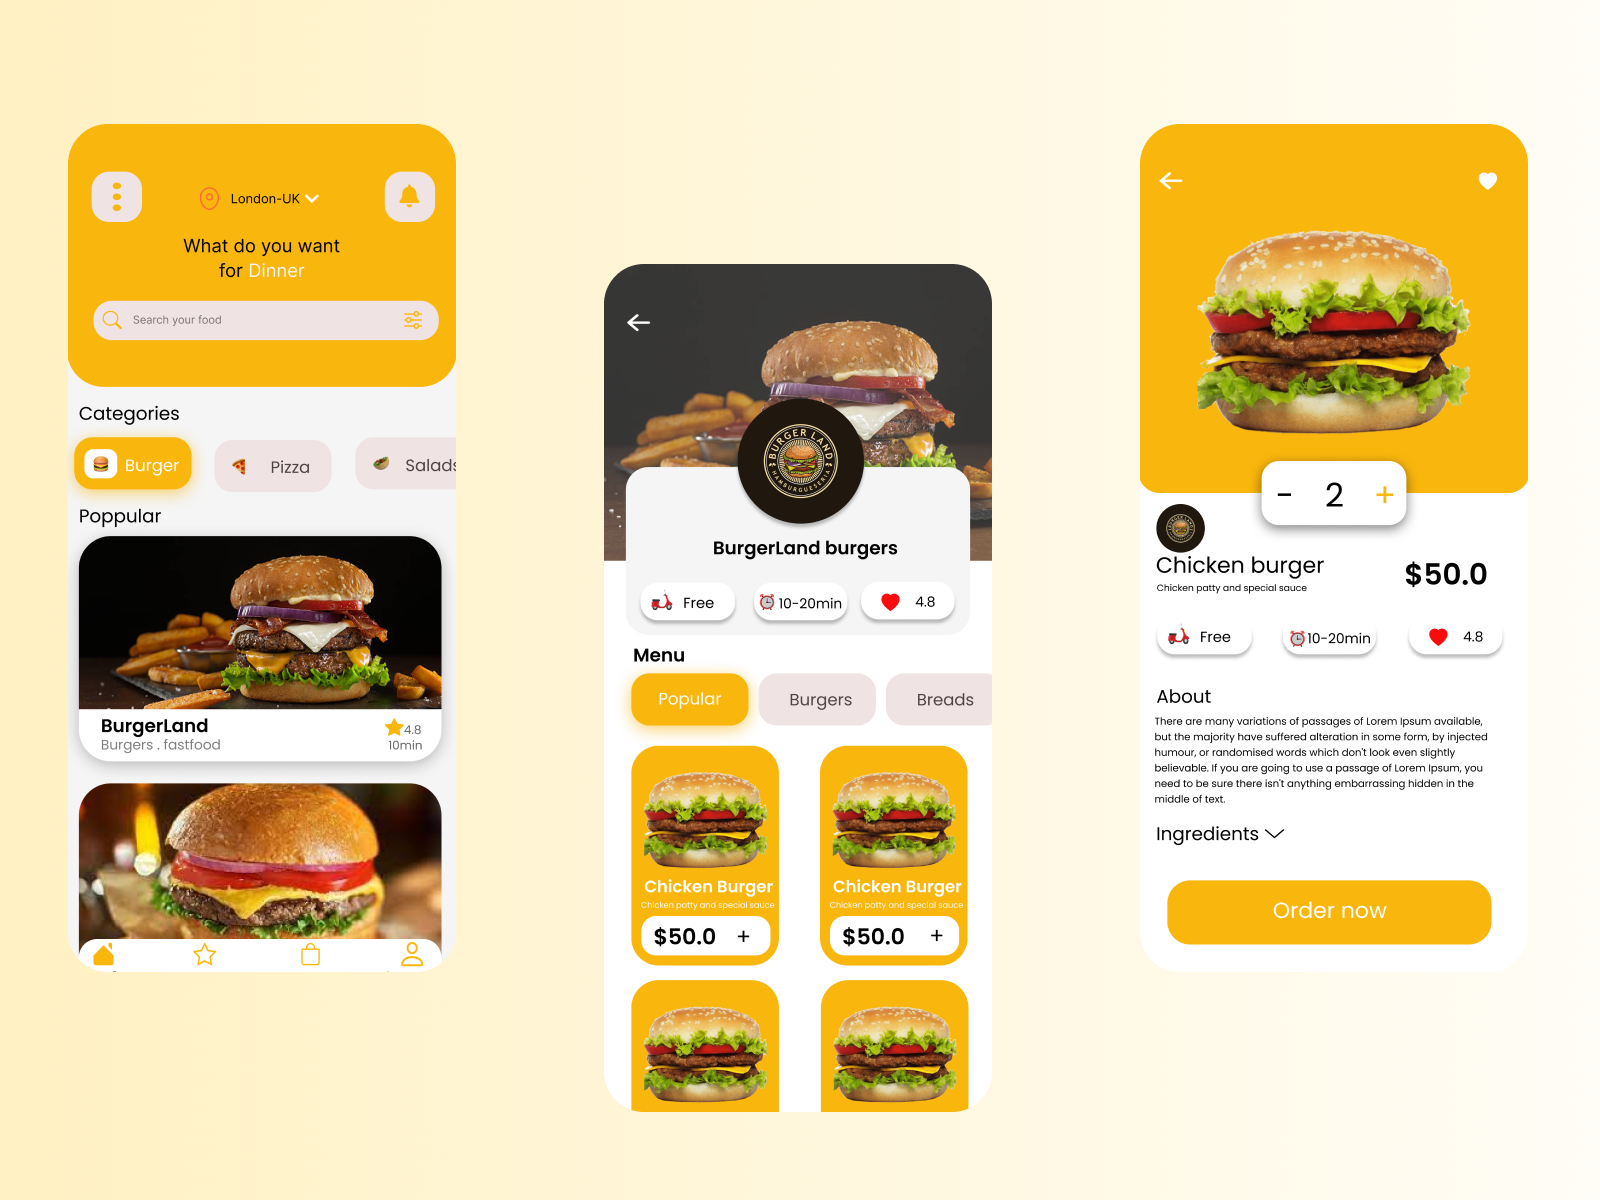 London-UK
What do you want
for Dinner
Search your food
Categories
Burger
Pizza
Salads
Poppular
BurgerLand
4.8
Burgers . fastfood
10min
BURGER LAND
HAMBURGUESERIA
BurgerLand burgers
Free
10-20min
4.8
Menu
Popular
Burgers
Breads
Chicken Burger
Chicken patty and special sauce
$50.0 +
Chicken Burger
Chicken patty and special sauce
$50.0 +
- 2 +
Chicken burger
Chicken patty and special sauce
$50.0
Free
10-20min
4.8
About
There are many variations of passages of Lorem Ipsum available,
but the majority have suffered alteration in some form, by injected
humour, or randomised words which don't look even slightly
believable. If you are going to use a passage of Lorem Ipsum, you
need to be sure there isn't anything embarrassing hidden in the
middle of text.
Ingredients
Order now